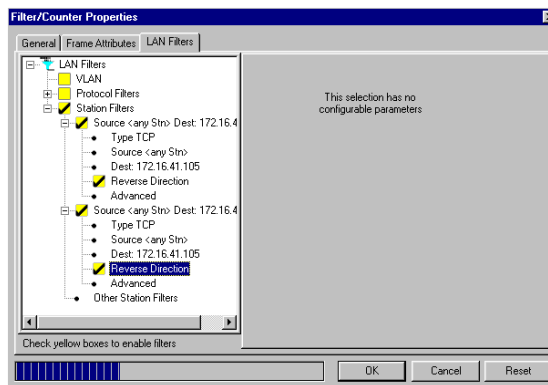 Filter/Counter Properties
General
Frame Attributes
LAN Filters
LAN Filters
VLAN
Protocol Filters
Station Filters
Source <any Stn> Dest: 172.16.4
Type TCP
Source <any Stn>
Dest: 172.16.41.105
Reverse Direction
Advanced
Source <any Stn> Dest: 172.16.4
Type TCP
Source <any Stn>
Dest: 172.16.41.105
Reverse Direction
Advanced
Other Station Filters
This selection has no
configurable parameters
Check yellow boxes to enable filters
OK
Cancel
Reset